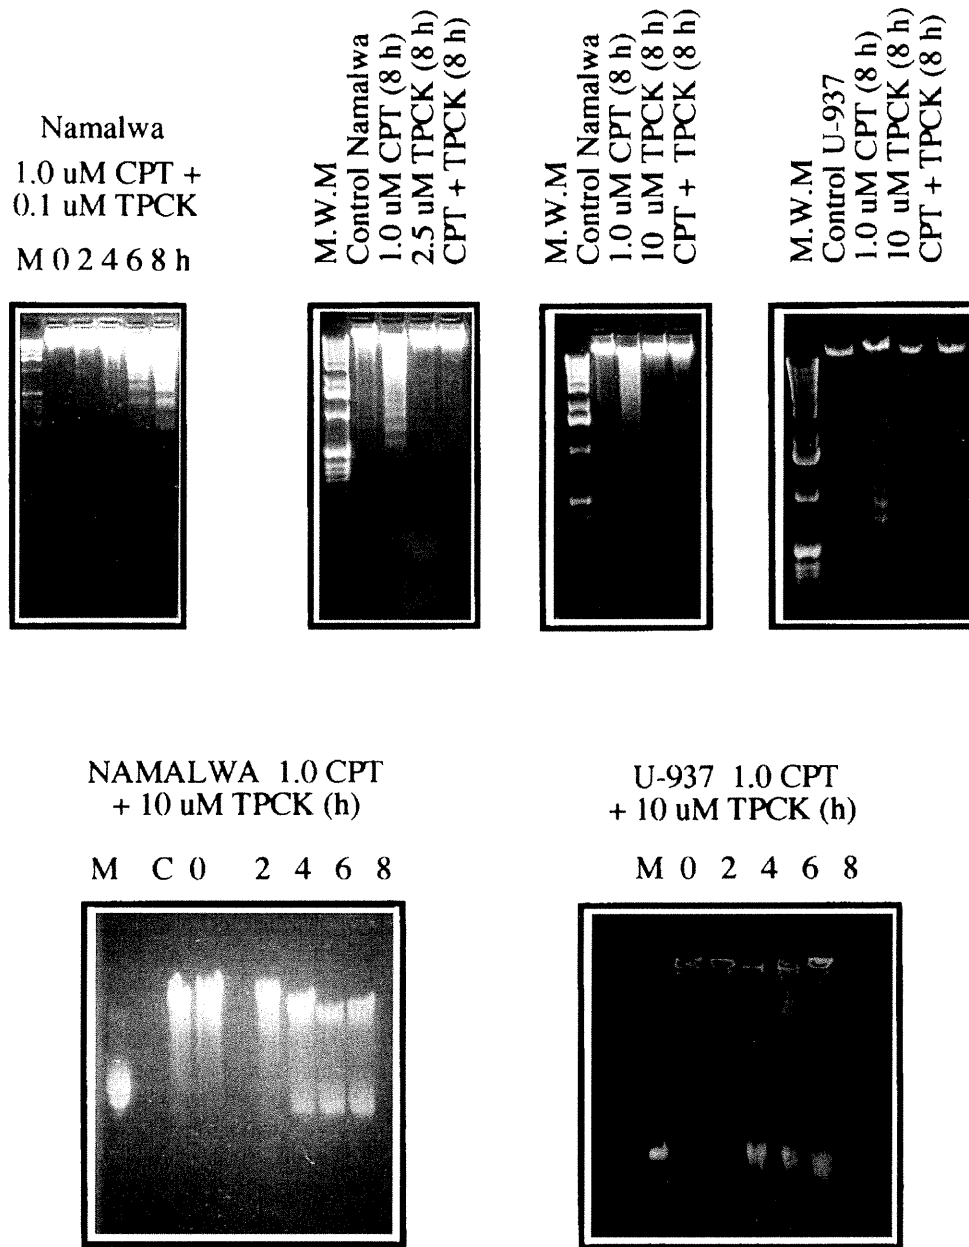 Namalwa
1.0 uM CPT +
0.1 uM TPCK
M 0 2 4 6 8 h
M.W.M
Control Namalwa
1.0 uM CPT (8 h)
2.5 uM TPCK (8 h)
CPT + TPCK (8 h)
M.W.M
Control Namalwa
1.0 uM CPT (8 h)
10 uM TPCK (8 h)
CPT + TPCK (8 h)
M.W.M
Control U-937
1.0 uM CPT (8 h)
10 uM TPCK (8 h)
CPT + TPCK (8 h)
NAMALWA 1.0 CPT
+ 10 uM TPCK (h)
M C 0 2 4 6 8
U-937 1.0 CPT
+ 10 uM TPCK (h)
M 0 2 4 6 8